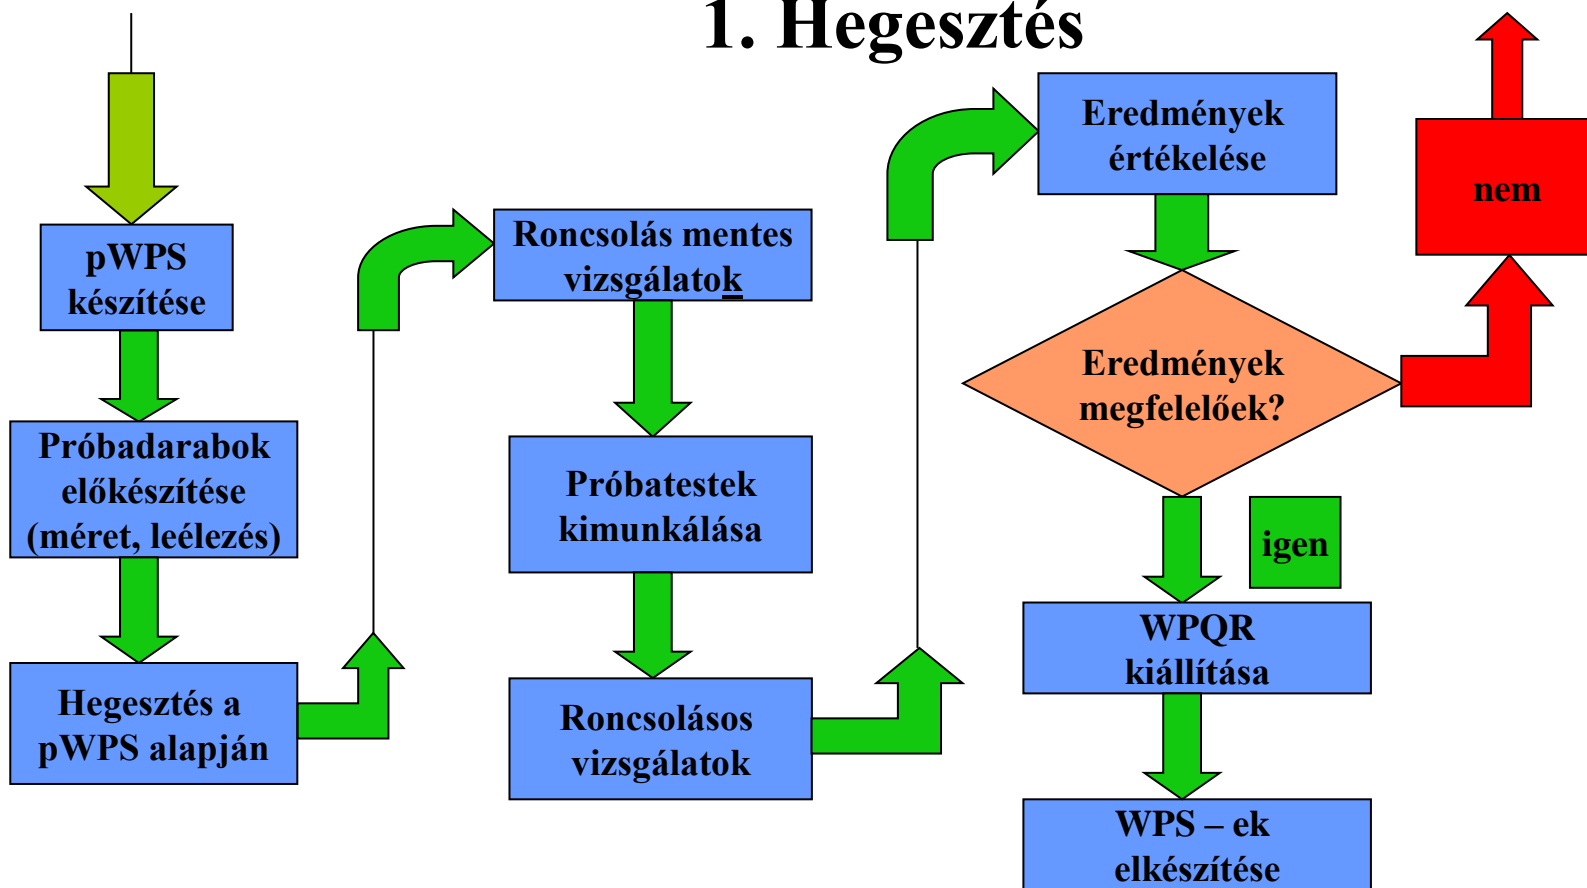 1. Hegesztés
pWPS
készítése
Próbadarabok
előkészítése
(méret, leélezés)
Hegesztés a
pWPS alapján
Roncsolás mentes
vizsgálatok
Próbatestek
kimunkálása
Roncsolásos
vizsgálatok
Eredmények
értékelése
Eredmények
megfelelőek?
nem
igen
WPQR
kiállítása
WPS – ek
elkészítése